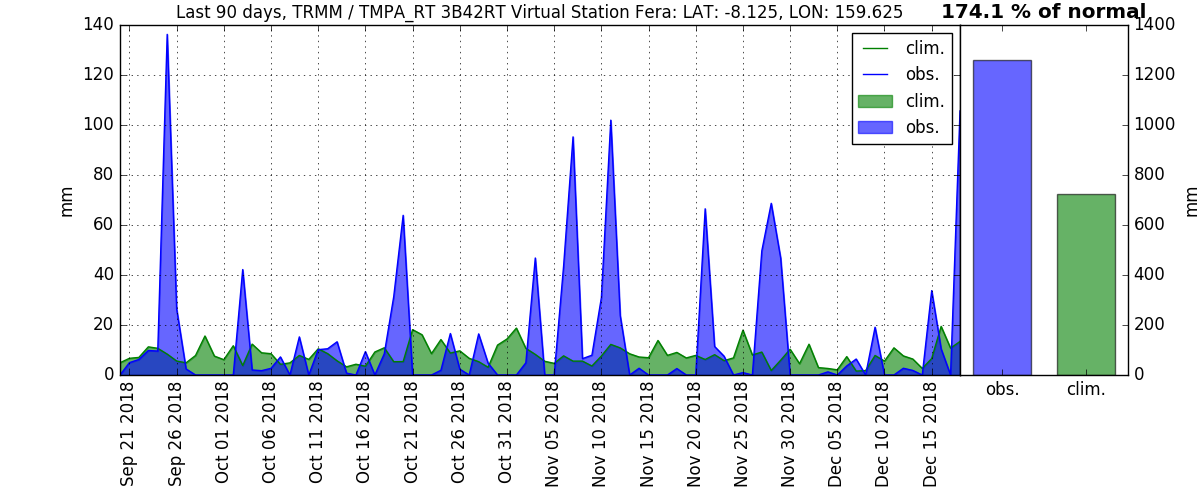 Last 90 days, TRMM / TMPA_RT 3B42RT Virtual Station Fera: LAT: -8.125, LON: 159.625
174.1 % of normal
140
120
100
80
60
40
20
0
mm
clim.
obs.
clim.
obs.
1400
1200
1000
800
600
400
200
0
mm
Sep 21 2018
Sep 26 2018
Oct 01 2018
Oct 06 2018
Oct 11 2018
Oct 16 2018
Oct 21 2018
Oct 26 2018
Oct 31 2018
Nov 05 2018
Nov 10 2018
Nov 15 2018
Nov 20 2018
Nov 25 2018
Nov 30 2018
Dec 05 2018
Dec 10 2018
Dec 15 2018
obs.
clim.